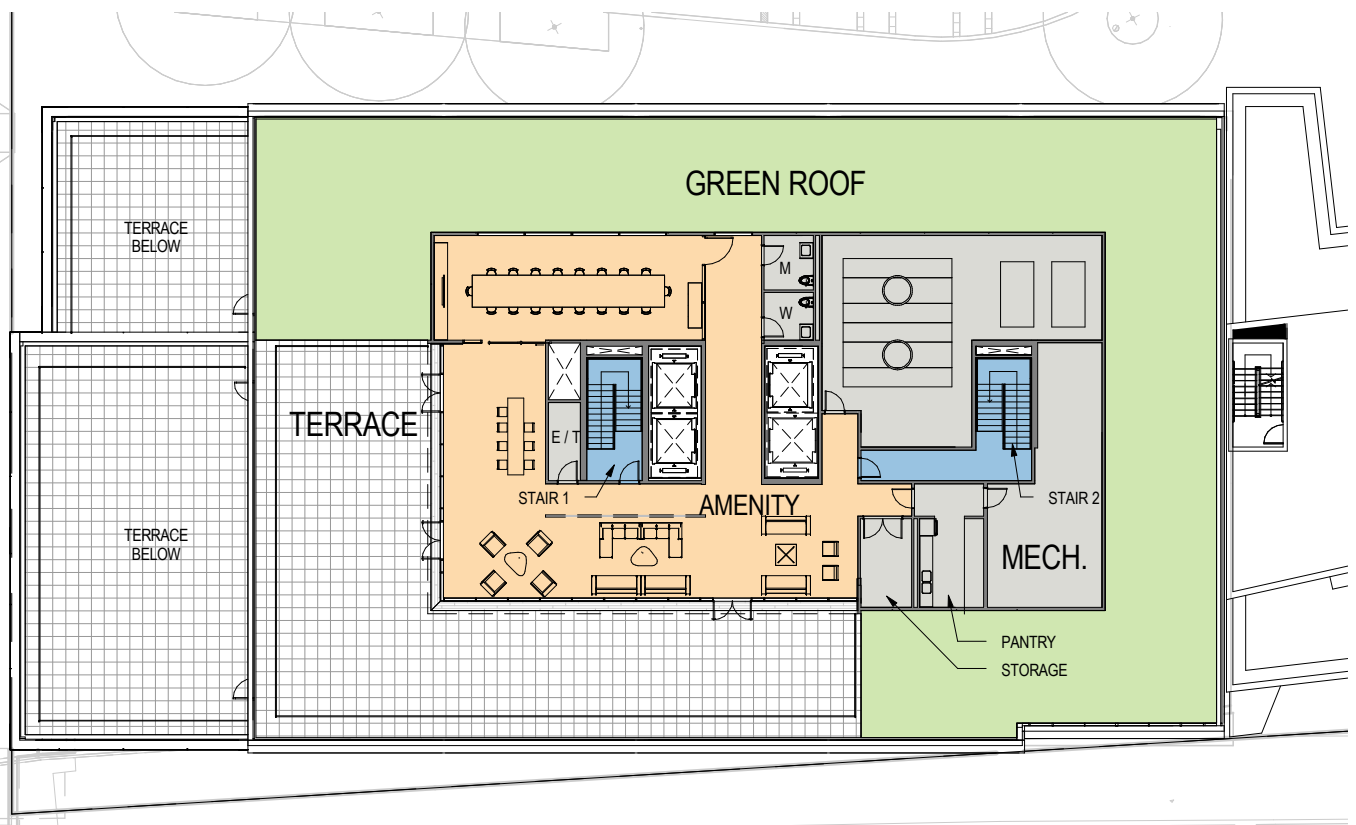 GREEN ROOF
TERRACE
BELOW
M
W
TERRACE
E / T
STAIR 1
AMENITY
STAIR 2
TERRACE
BELOW
MECH.
PANTRY
STORAGE